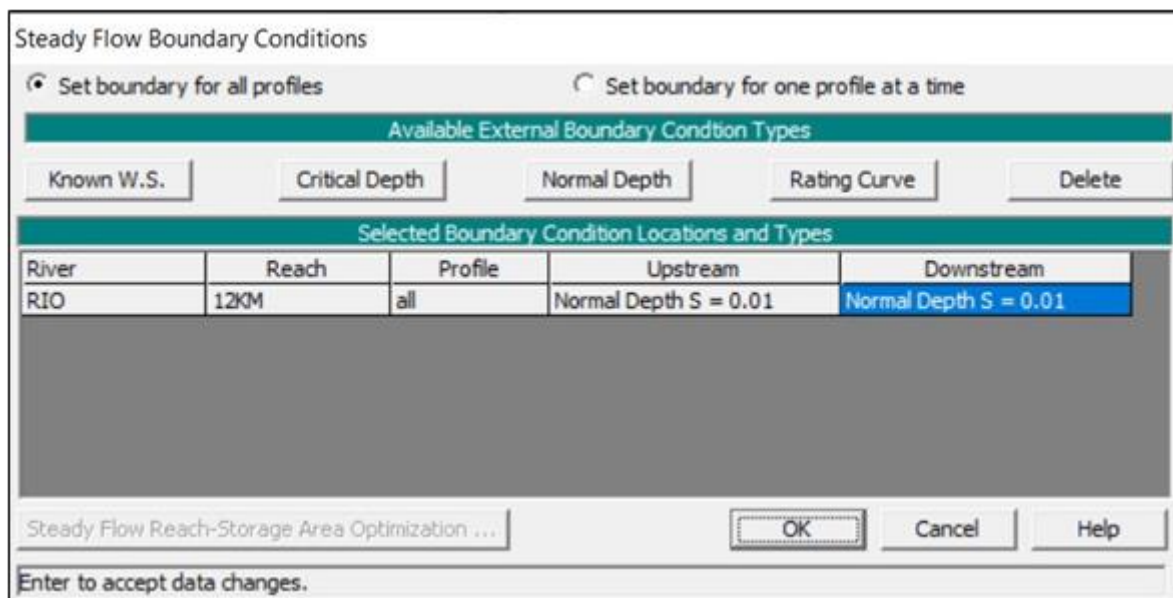 Steady Flow Boundary Conditions
Set boundary for all profiles Set boundary for one profile at a time
Available External Boundary Condtion Types
Known W.S. Critical Depth Normal Depth Rating Curve Delete
Selected Boundary Condition Locations and Types
River Reach Profile Upstream Downstream
RIO 12KM all Normal Depth S = 0.01 Normal Depth S = 0.01
Steady Flow Reach-Storage Area Optimization ... OK Cancel Help
Enter to accept data changes.